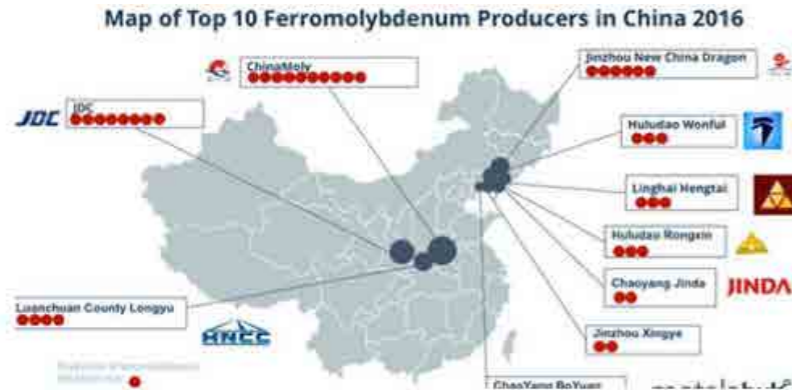 Map of Top 10 Ferromolybdenum Producers in China 2016
ChinaMoly
Jinzhou New China Dragon
JDC
JDC
Huludao Wonful
Linghai Hengtai
Huludau Rongxin
Chaoyang Jinda
JINDA
Luanchuan County Longyu
HNCC
Jinzhou Xingye
ChaoYang BoYuan